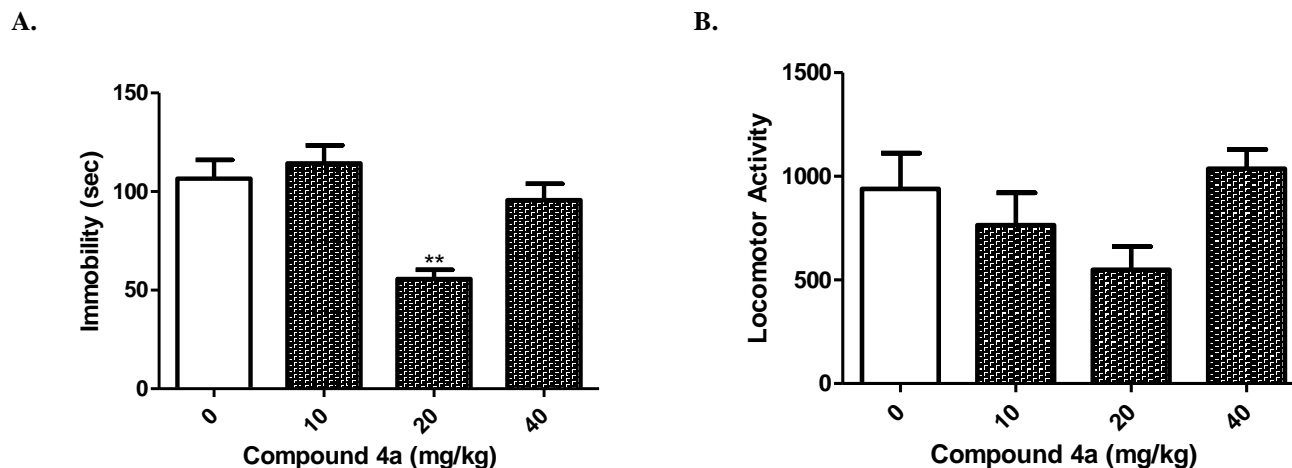 A.
B.
150
100
50
0
Immobility (sec)
**
0
10
20
40
Compound 4a (mg/kg)
1500
1000
500
0
Locomotor Activity
0
10
20
40
Compound 4a (mg/kg)